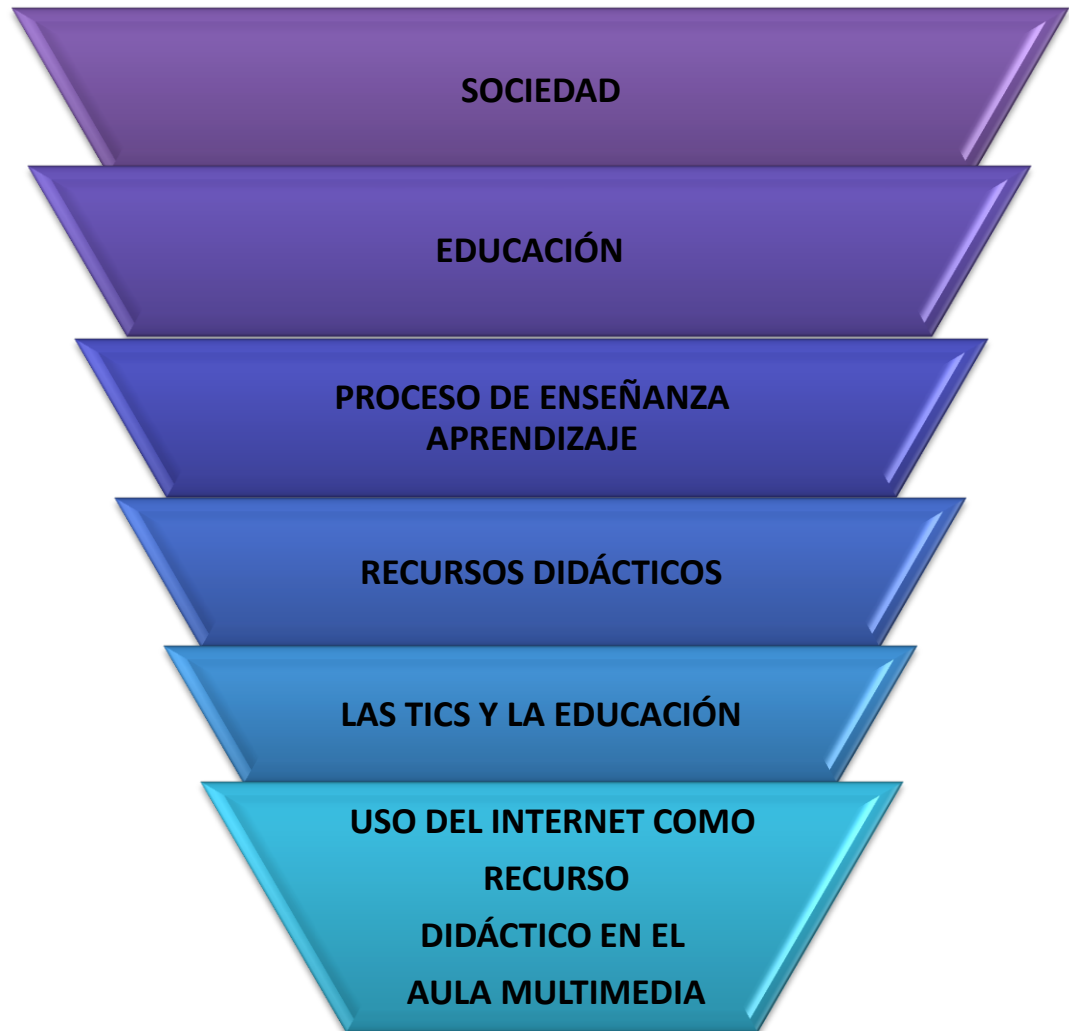 SOCIEDAD
EDUCACIÓN
PROCESO DE ENSEÑANZA
APRENDIZAJE
RECURSOS DIDÁCTICOS
LAS TICS Y LA EDUCACIÓN
USO DEL INTERNET COMO
RECURSO
DIDÁCTICO EN EL
AULA MULTIMEDIA